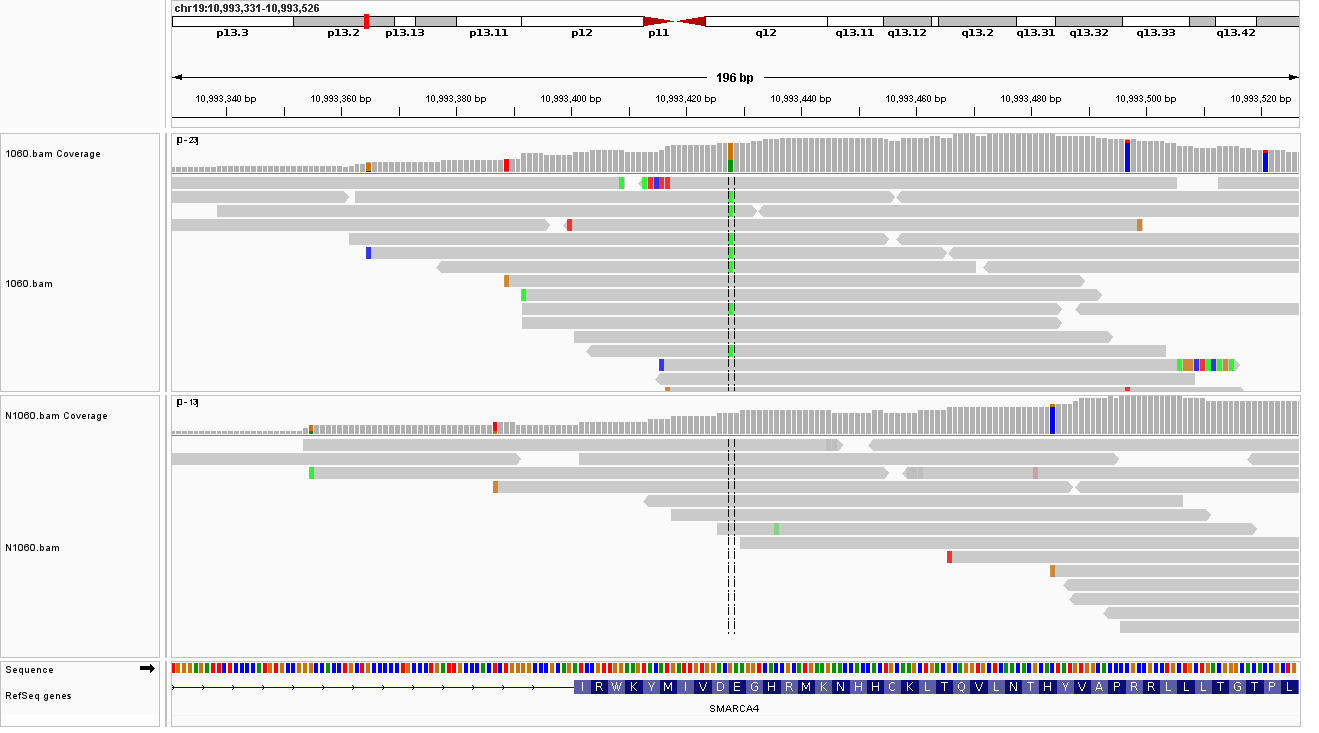 chr19:10,993,331-10,993,526
p13.3 p13.2 p13.13 p13.11 p12 p11 q12 q13.11 q13.12 q13.2 q13.31 q13.32 q13.33 q13.42
196 bp
10,993,340 bp 10,993,360 bp 10,993,380 bp 10,993,400 bp 10,993,420 bp 10,993,440 bp 10,993,460 bp 10,993,480 bp 10,993,500 bp 10,993,520 bp
[0-23]
1060.bam Coverage
1060.bam
[0-13]
N1060.bam Coverage
N1060.bam
Sequence
RefSeq genes
I R W K Y M I V D E G H R M K N H H C K L T Q V L N T H Y V A P R R L L L T G T P L
SMARCA4